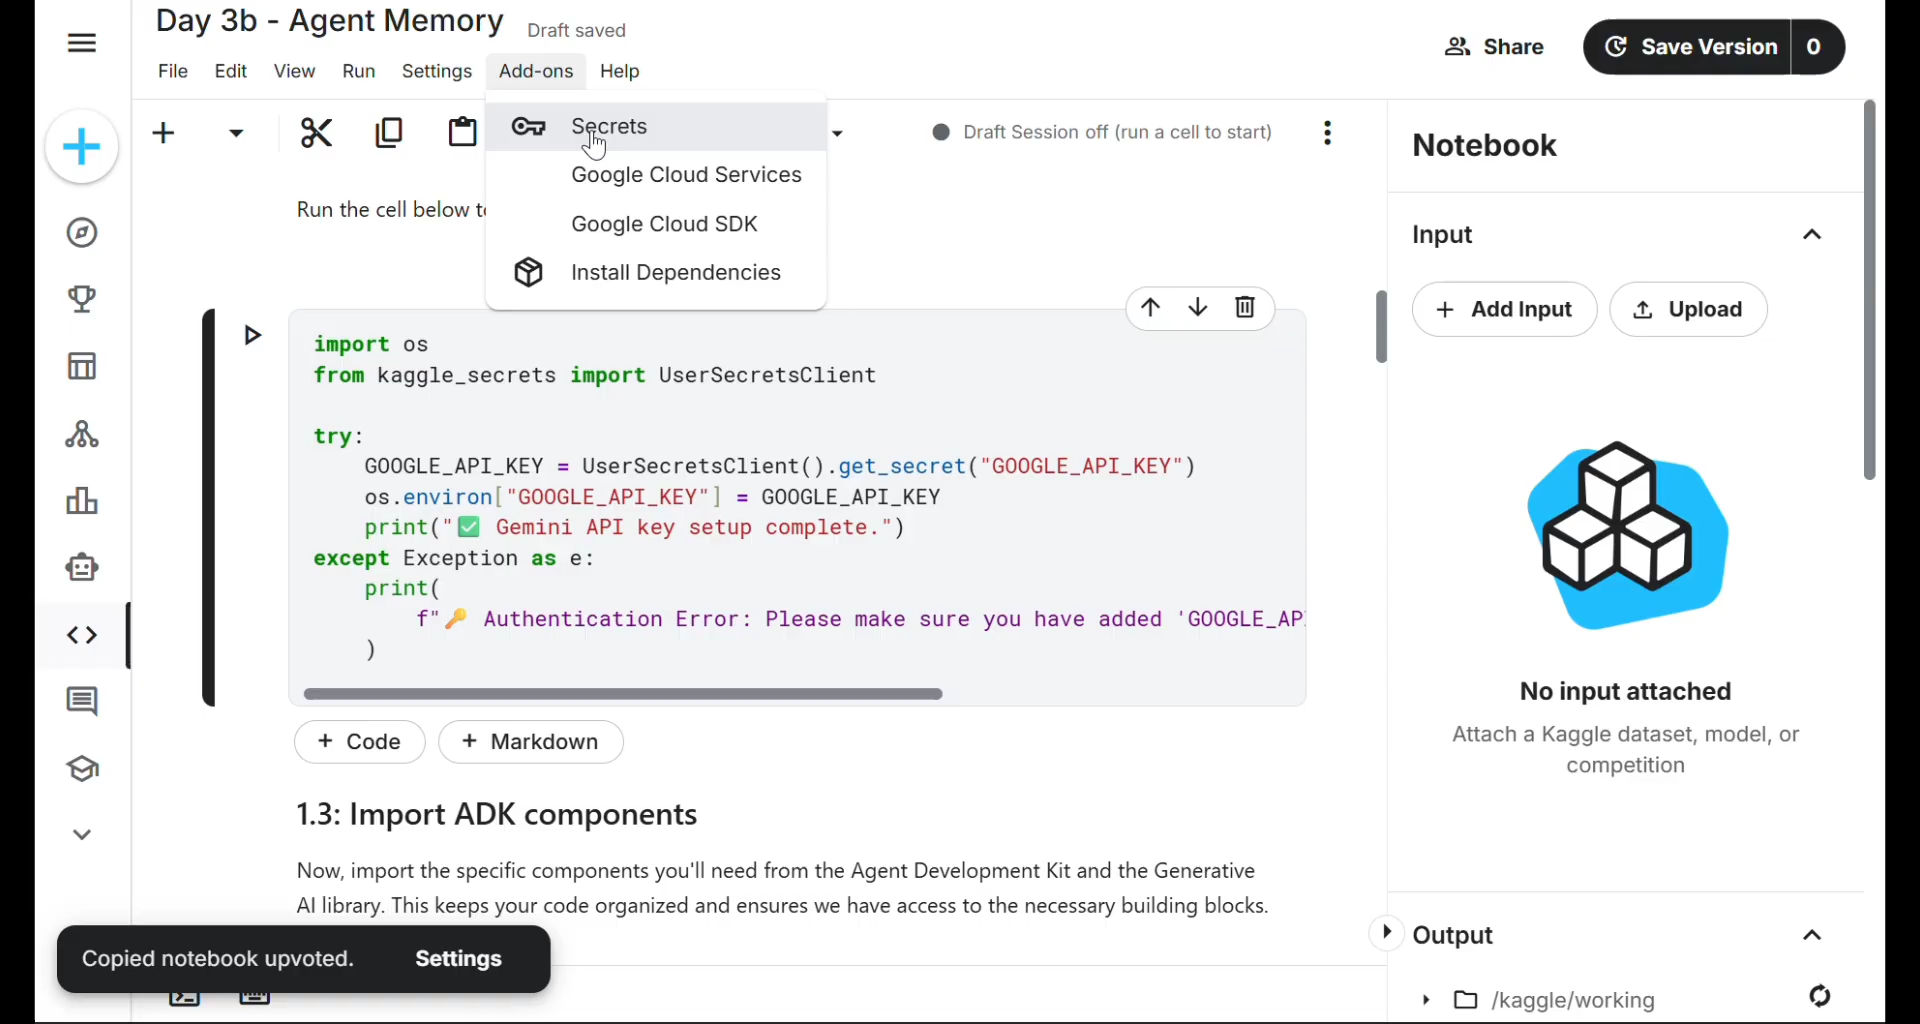 Day 3b - Agent Memory Draft saved
File Edit View Run Settings Add-ons Help
Share
Save Version 0
Secrets
Google Cloud Services
Google Cloud SDK
Install Dependencies
Draft Session off (run a cell to start)
Run the cell below to
import os
from kaggle_secrets import UserSecretsClient
try:
    GOOGLE_API_KEY = UserSecretsClient().get_secret("GOOGLE_API_KEY")
    os.environ["GOOGLE_API_KEY"] = GOOGLE_API_KEY
    print("✅ Gemini API key setup complete.")
except Exception as e:
    print(
        f"🔑 Authentication Error: Please make sure you have added 'GOOGLE_AP
    )
+ Code + Markdown
1.3: Import ADK components
Now, import the specific components you'll need from the Agent Development Kit and the Generative
AI library. This keeps your code organized and ensures we have access to the necessary building blocks.
Copied notebook upvoted. Settings
Notebook
Input
+ Add Input Upload
No input attached
Attach a Kaggle dataset, model, or
competition
Output
/kaggle/working